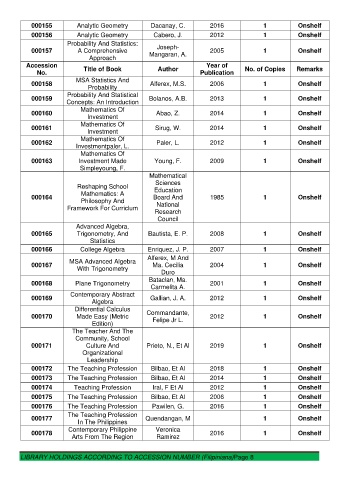 000155 Analytic Geometry Dacanay, C. 2016 1 Onshelf
000156 Analytic Geometry Cabero, J. 2012 1 Onshelf
000157 Probability And Statistics: A Comprehensive Approach Joseph-Mangaran, A. 2005 1 Onshelf
Accession No. Title of Book Author Year of Publication No. of Copies Remarks
000158 MSA Statistics And Probability Alferex, M.S. 2006 1 Onshelf
000159 Probability And Statistical Concepts: An Introduction Bolanos, A.B. 2013 1 Onshelf
000160 Mathematics Of Investment Abao, Z. 2014 1 Onshelf
000161 Mathematics Of Investment Sirug, W. 2014 1 Onshelf
000162 Mathematics Of Investmentpaler, L. Paler, L. 2012 1 Onshelf
000163 Mathematics Of Investment Made Simpleyoung, F. Young, F. 2009 1 Onshelf
000164 Reshaping School Mathematics: A Philosophy And Framework For Curriclum Mathematical Sciences Education Board And National Research Council 1985 1 Onshelf
000165 Advanced Algebra, Trigonometry, And Statistics Bautista, E. P. 2008 1 Onshelf
000166 College Algebra Enriquez, J. P. 2007 1 Onshelf
000167 MSA Advanced Algebra With Trigonometry Alferex, M And Ma. Cecilia Duro 2004 1 Onshelf
000168 Plane Trigonometry Bataclan, Ma. Carmelita A. 2001 1 Onshelf
000169 Contemporary Abstract Algebra Gallian, J. A. 2012 1 Onshelf
000170 Differential Calculus Made Easy (Metric Edition) Commandante, Felipe Jr L. 2012 1 Onshelf
000171 The Teacher And The Community, School Culture And Organizational Leadership Prieto, N., Et Al 2019 1 Onshelf
000172 The Teaching Profession Bilbao, Et Al 2018 1 Onshelf
000173 The Teaching Profession Bilbao, Et Al 2014 1 Onshelf
000174 Teaching Profession Iral, F Et Al 2012 1 Onshelf
000175 The Teaching Profession Bilbao, Et Al 2006 1 Onshelf
000176 The Teaching Profession Pawilen, G. 2016 1 Onshelf
000177 The Teaching Profession In The Philippines Quendangan, M 1 Onshelf
000178 Contemporary Philippine Arts From The Region Veronica Ramirez 2016 1 Onshelf
LIBRARY HOLDINGS ACCORDING TO ACCESSION NUMBER (Filipiniana)Page 8